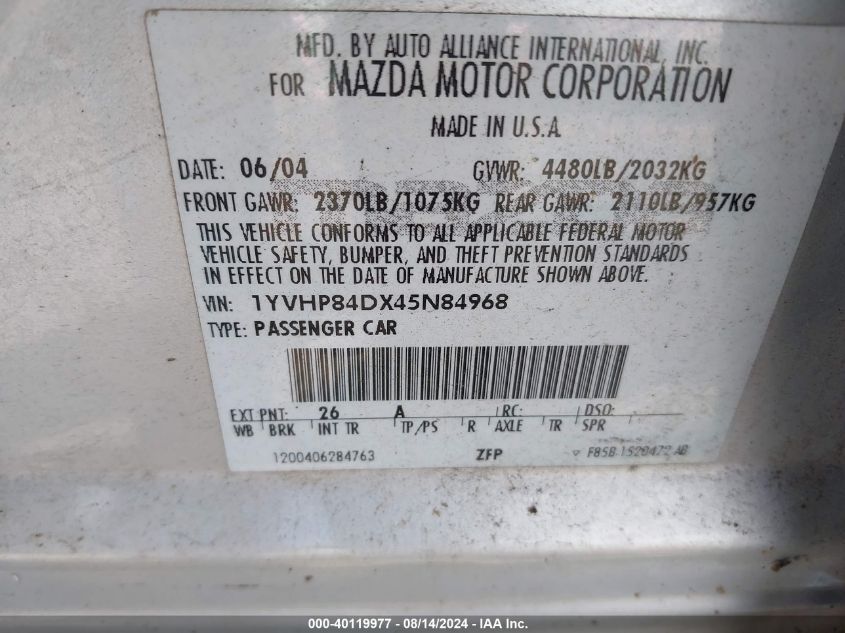 MFD. BY AUTO ALLIANCE INTERNATIONAL, INC.
FOR MAZDA MOTOR CORPORATION
MADE IN U.S.A
DATE: 06/04 GVWR: 4480LB/2032KG
FRONT GAWR: 2370LB/1075KG REAR GAWR: 2110LB/957KG
THIS VEHICLE CONFORMS TO ALL APPLICABLE FEDERAL MOTOR
VEHICLE SAFETY, BUMPER, AND THEFT PREVENTION STANDARDS
IN EFFECT ON THE DATE OF MANUFACTURE SHOWN ABOVE.
VIN: 1YVHP84DX45N84968
TYPE: PASSENGER CAR
EXT PNT: 26 A RC: DSO:
WB BRK INT TR TP/PS R AXLE TR SPR
1200406284763 ZFP
000-40119977 - 08/14/2024 - IAA Inc.